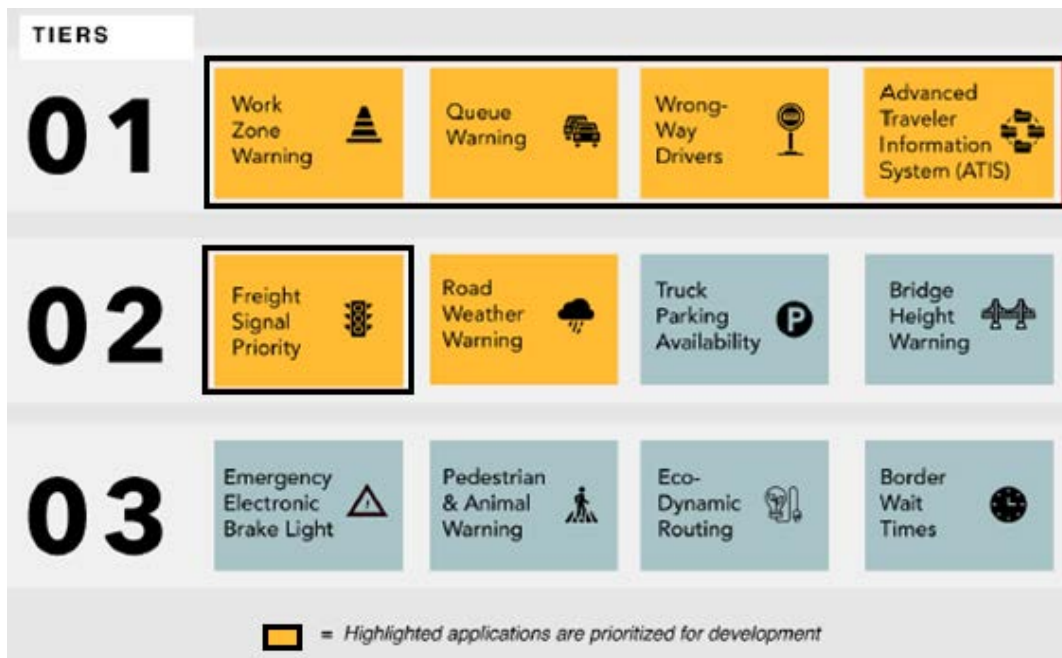 TIERS
01
Work
Zone
Warning
Queue
Warning
Wrong-
Way
Drivers
Advanced
Traveler
Information
System (ATIS)
02
Freight
Signal
Priority
Road
Weather
Warning
Truck
Parking
Availability
P
Bridge
Height
Warning
03
Emergency
Electronic
Brake Light
Pedestrian
& Animal
Warning
Eco-
Dynamic
Routing
Border
Wait
Times
= Highlighted applications are prioritized for development